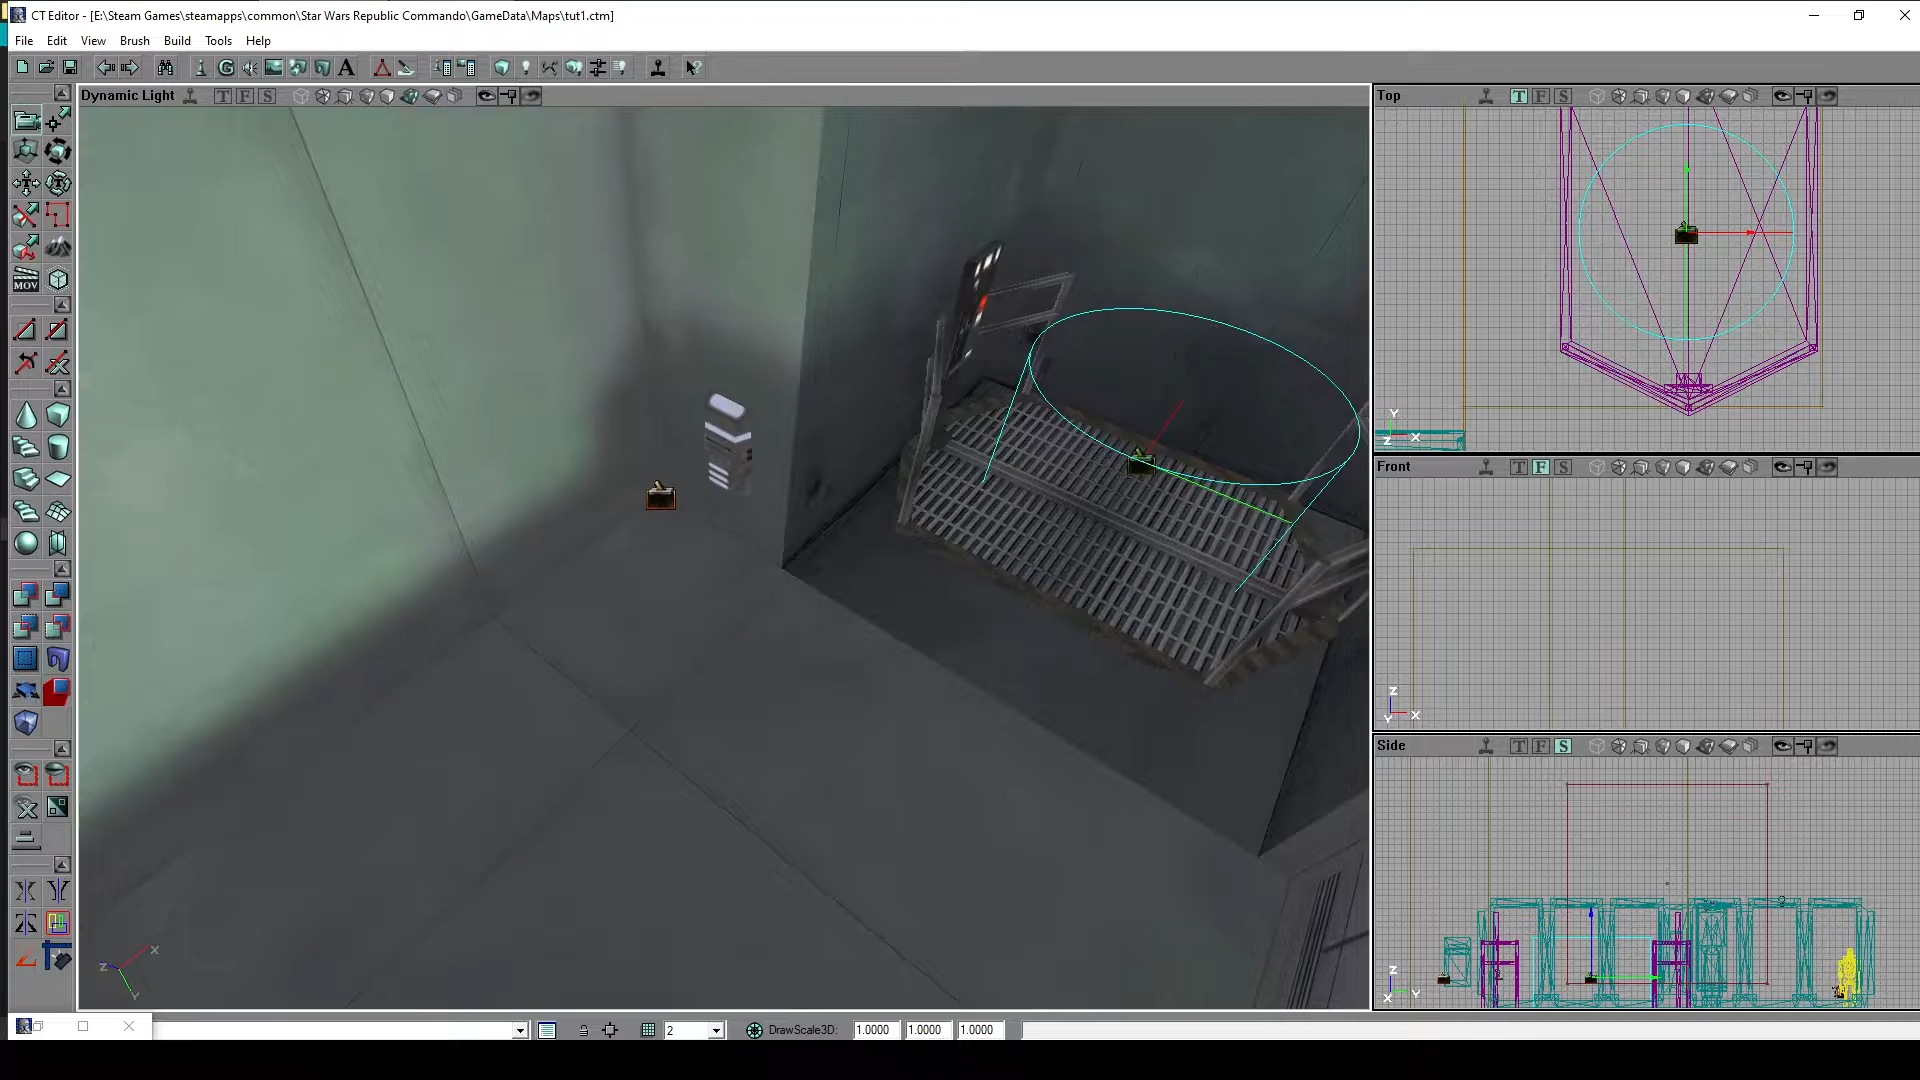 CT Editor - [E:\Steam Games\steamapps\common\Star Wars Republic Commando\GameData\Maps\tut1.ctm]
File Edit View Brush Build Tools Help
G A
Dynamic Light T F S
Top T F S
MOV
Y
Z X
Front T F S
Z
Y X
Side T F S
Z
X Y
X
Z
Y
2 DrawScale3D: 1.0000 1.0000 1.0000